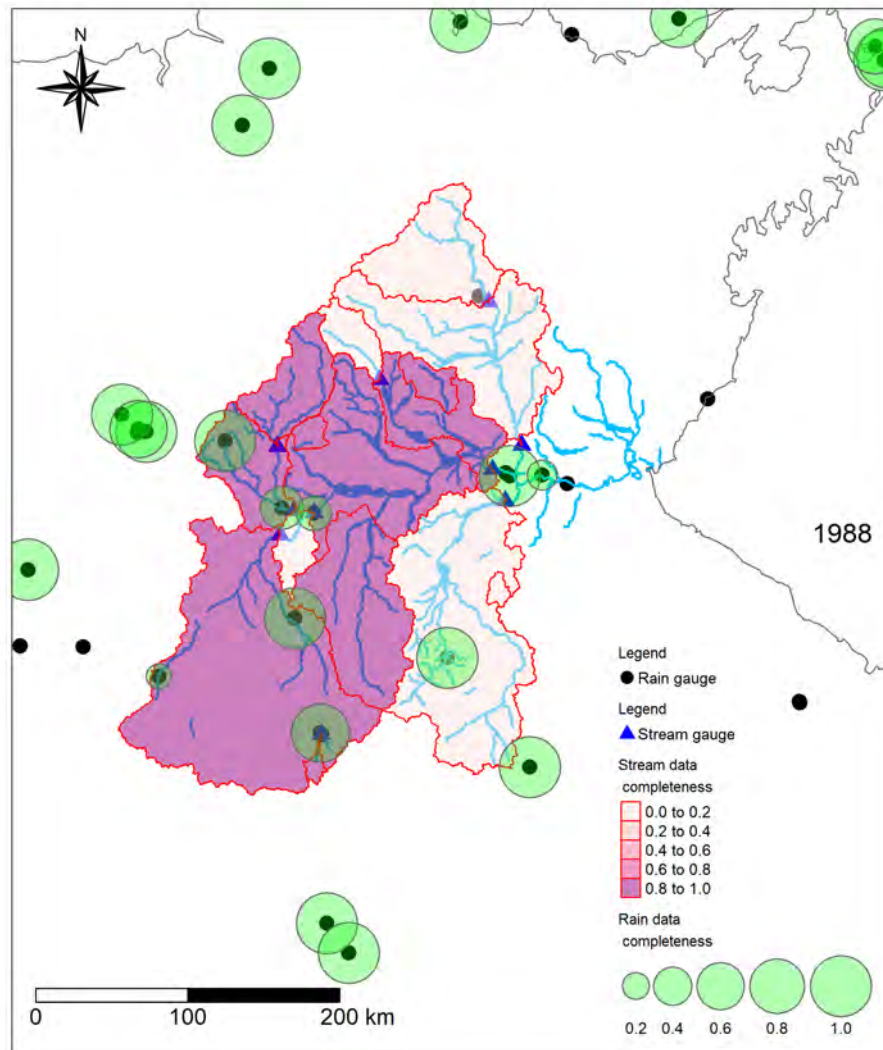 N
1988
Legend
Rain gauge
Legend
Stream gauge
Stream data
completeness
0.0 to 0.2
0.2 to 0.4
0.4 to 0.6
0.6 to 0.8
0.8 to 1.0
Rain data
completeness
0.2 0.4 0.6 0.8 1.0
0 100 200 km